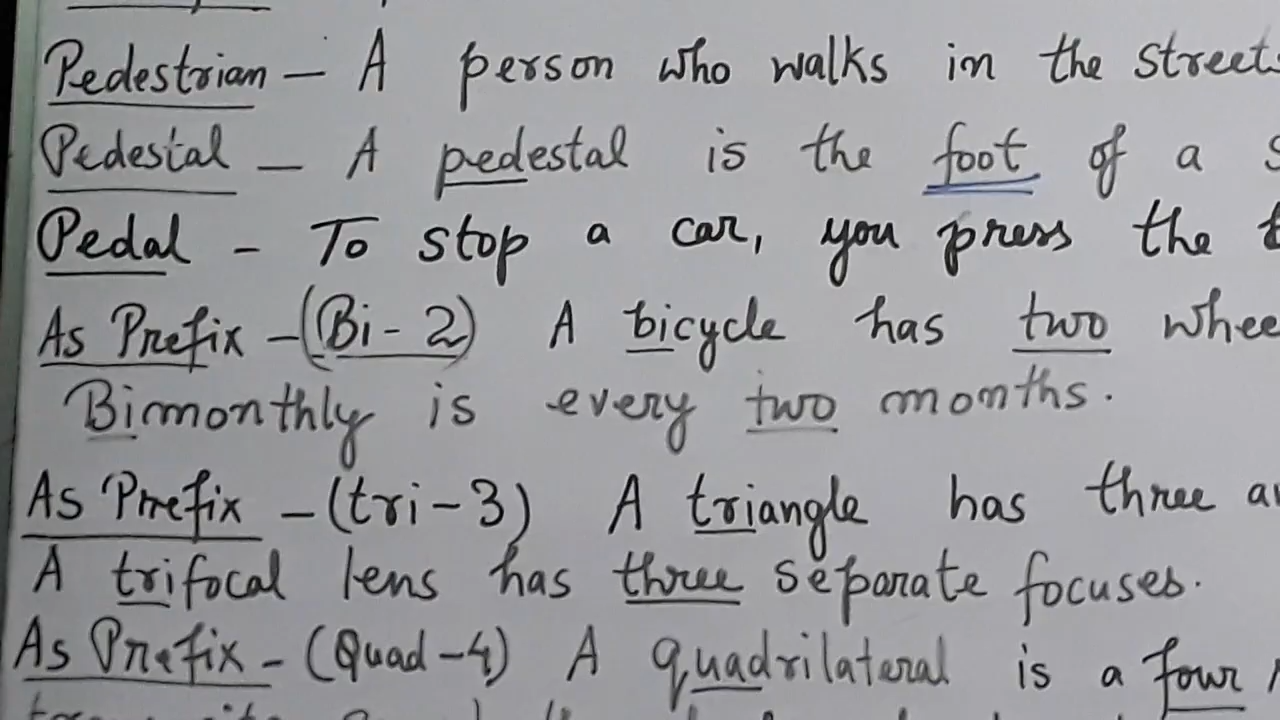 Pedestrian - A person who walks in the street
Pedestal - A pedestal is the foot of a
Pedal - To stop a car, you press the
As Prefix - (Bi-2) A bicycle has two whee
Bimonthly is every two months.
As Prefix - (tri-3) A triangle has three
A trifocal lens has three separate focuses.
As Prefix - (Quad-4) A quadrilateral is a four